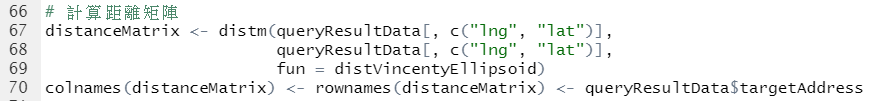 66 # 計算距離矩陣
67 distanceMatrix <- distm(queryResultData[, c("lng", "lat")],
68                         queryResultData[, c("lng", "lat")],
69                         fun = distVincentyEllipsoid)
70 colnames(distanceMatrix) <- rownames(distanceMatrix) <- queryResultData$targetAddress